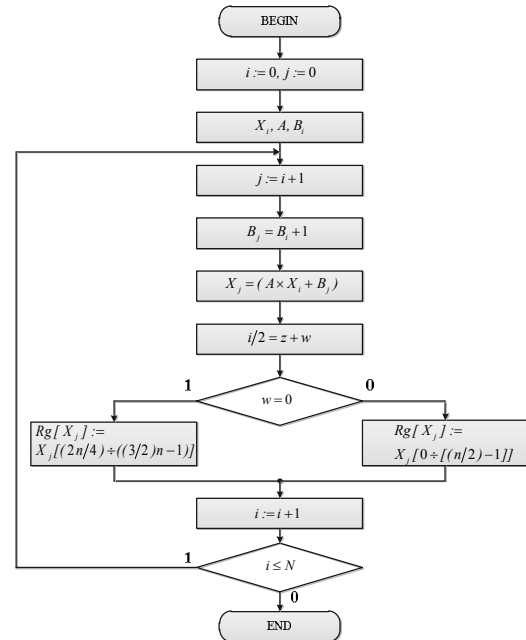 BEGIN
i := 0, j := 0
X_i, A, B_i
j := i + 1
B_j = B_i + 1
X_j = ( A × X_i + B_j )
i/2 = z + w
1
w = 0
0
Rg[ X_j ] :=
X_j[(2n/4) ÷ ((3/2)n − 1)]
Rg[ X_j ] :=
X_j[0 ÷ [(n/2) − 1]]
i := i + 1
1
i ≤ N
0
END